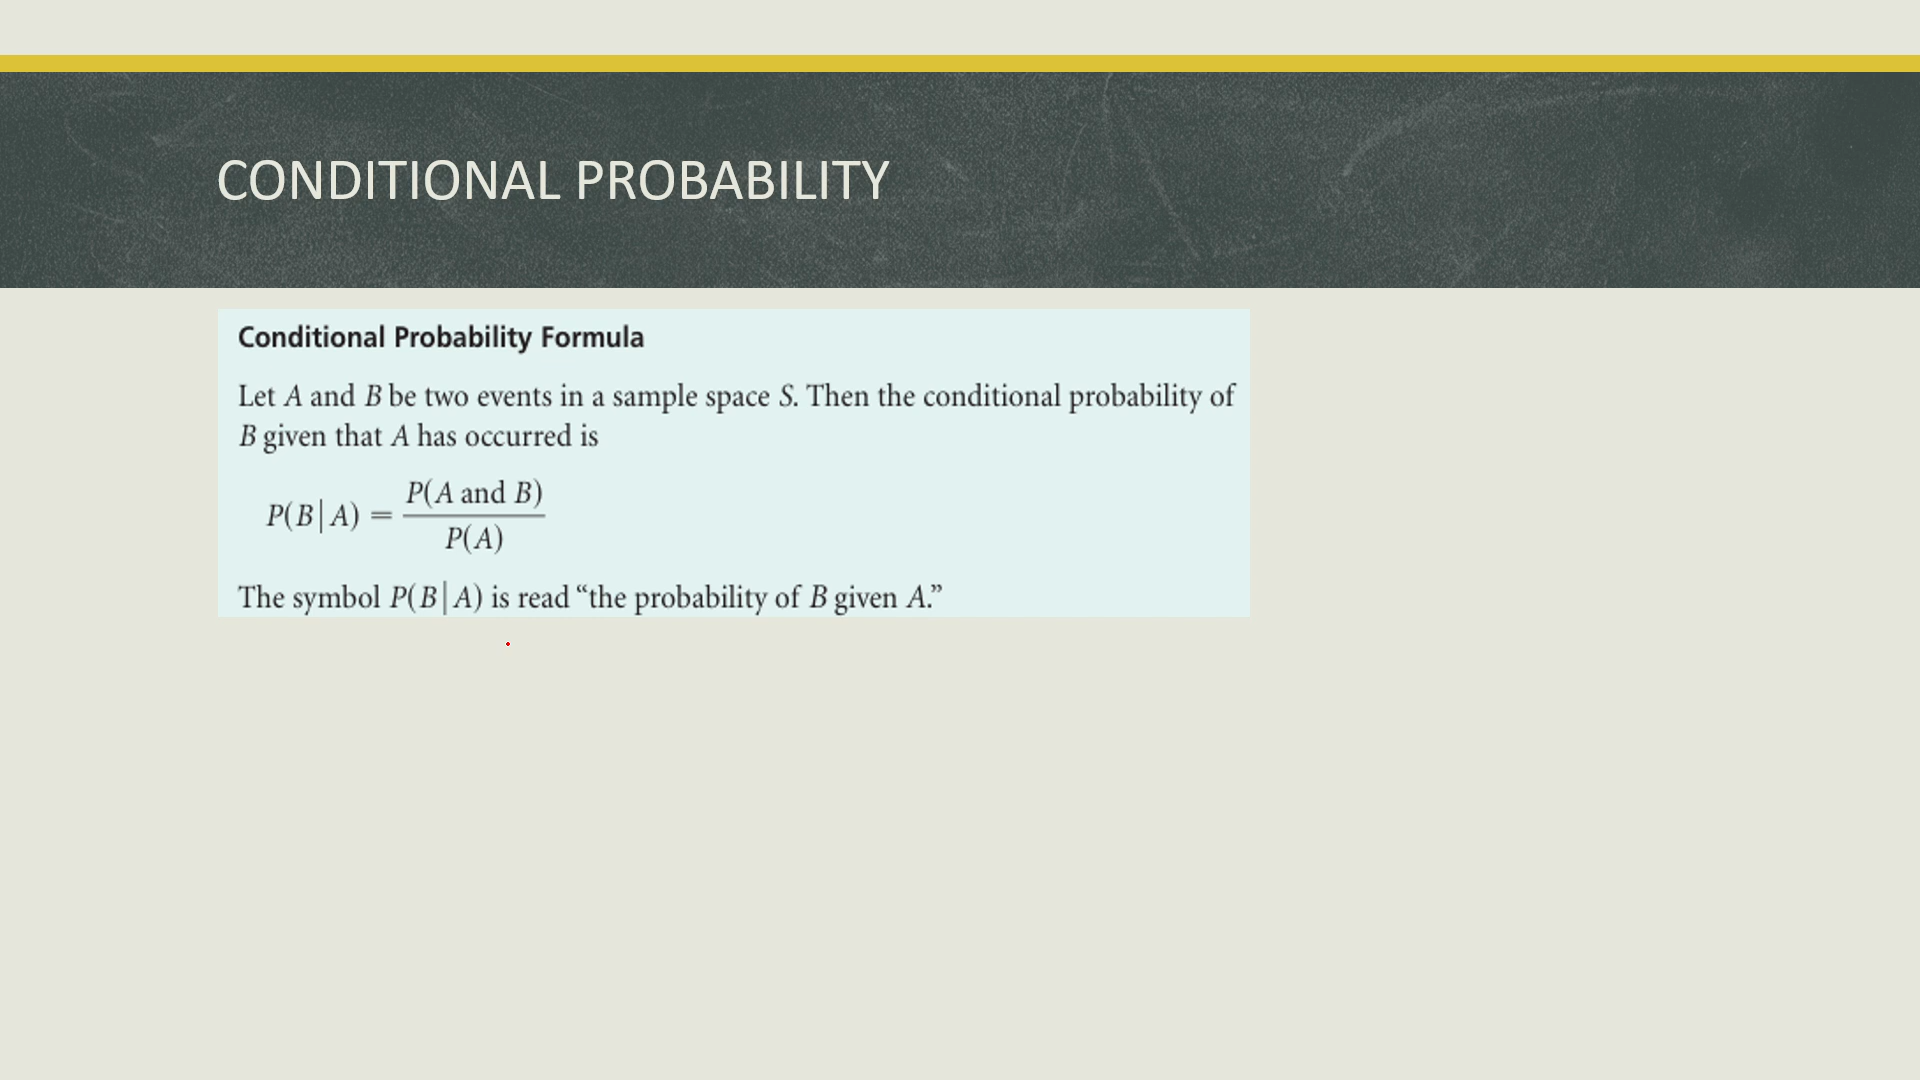 CONDITIONAL PROBABILITY
Conditional Probability Formula
Let A and B be two events in a sample space S. Then the conditional probability of
B given that A has occurred is
P(B|A) = P(A and B) / P(A)
The symbol P(B|A) is read “the probability of B given A.”